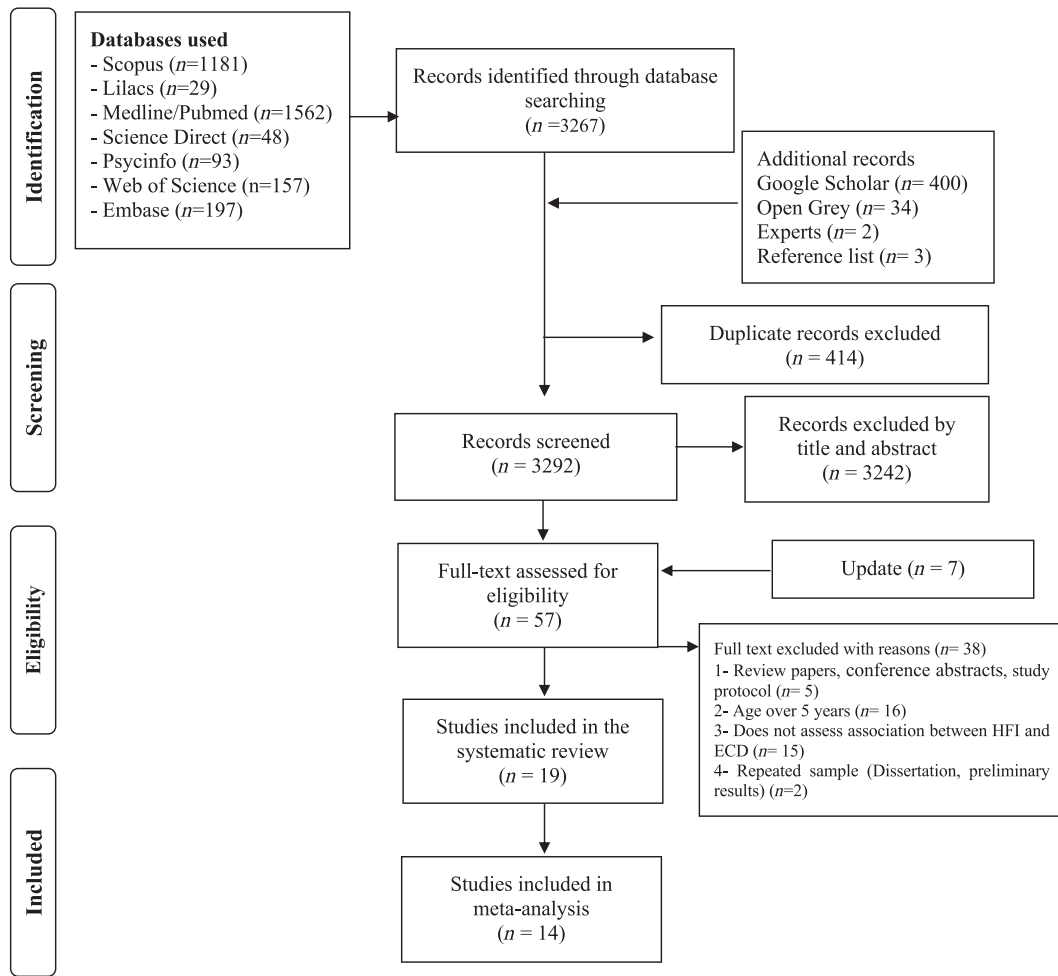 Identification
Databases used
- Scopus (n=1181)
- Lilacs (n=29)
- Medline/Pubmed (n=1562)
- Science Direct (n=48)
- Psycinfo (n=93)
- Web of Science (n=157)
- Embase (n=197)
Records identified through database
searching
(n =3267)
Additional records
Google Scholar (n= 400)
Open Grey (n= 34)
Experts (n= 2)
Reference list (n= 3)
Screening
Duplicate records excluded
(n = 414)
Records screened
(n = 3292)
Records excluded by
title and abstract
(n = 3242)
Eligibility
Full-text assessed for
eligibility
(n = 57)
Update (n = 7)
Full text excluded with reasons (n= 38)
1- Review papers, conference abstracts, study
protocol (n= 5)
2- Age over 5 years (n= 16)
3- Does not assess association between HFI and
ECD (n= 15)
4- Repeated sample (Dissertation, preliminary
results) (n=2)
Studies included in the
systematic review
(n = 19)
Included
Studies included in
meta-analysis
(n = 14)